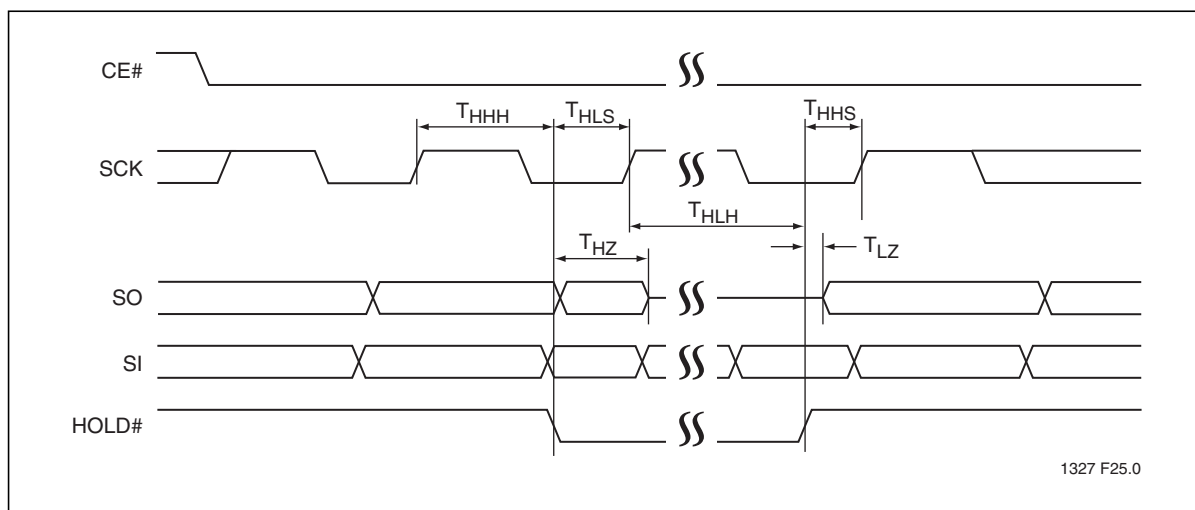 CE#
THHH
THLS
THHS
SCK
THLH
THZ
TLZ
SO
SI
HOLD#
1327 F25.0